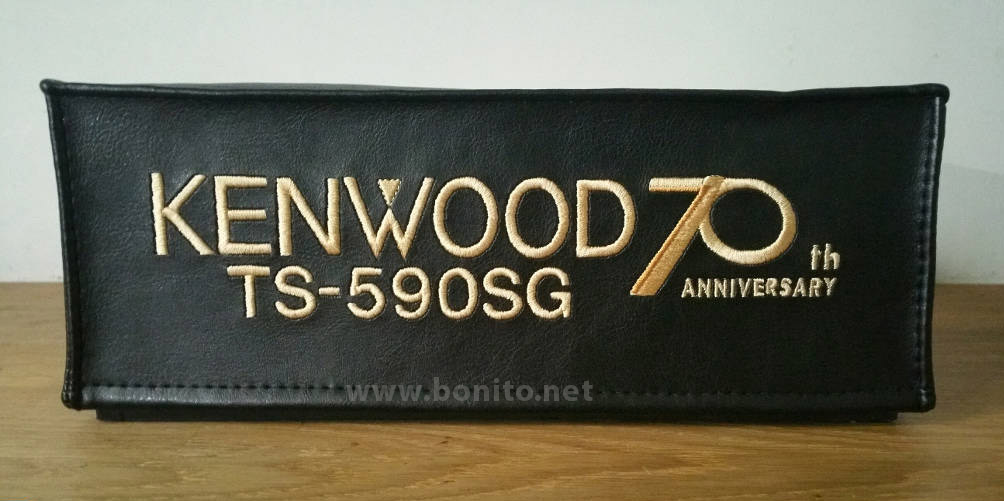 KENWOOD 70th
ANNIVERSARY
TS-590SG
www.bonito.net